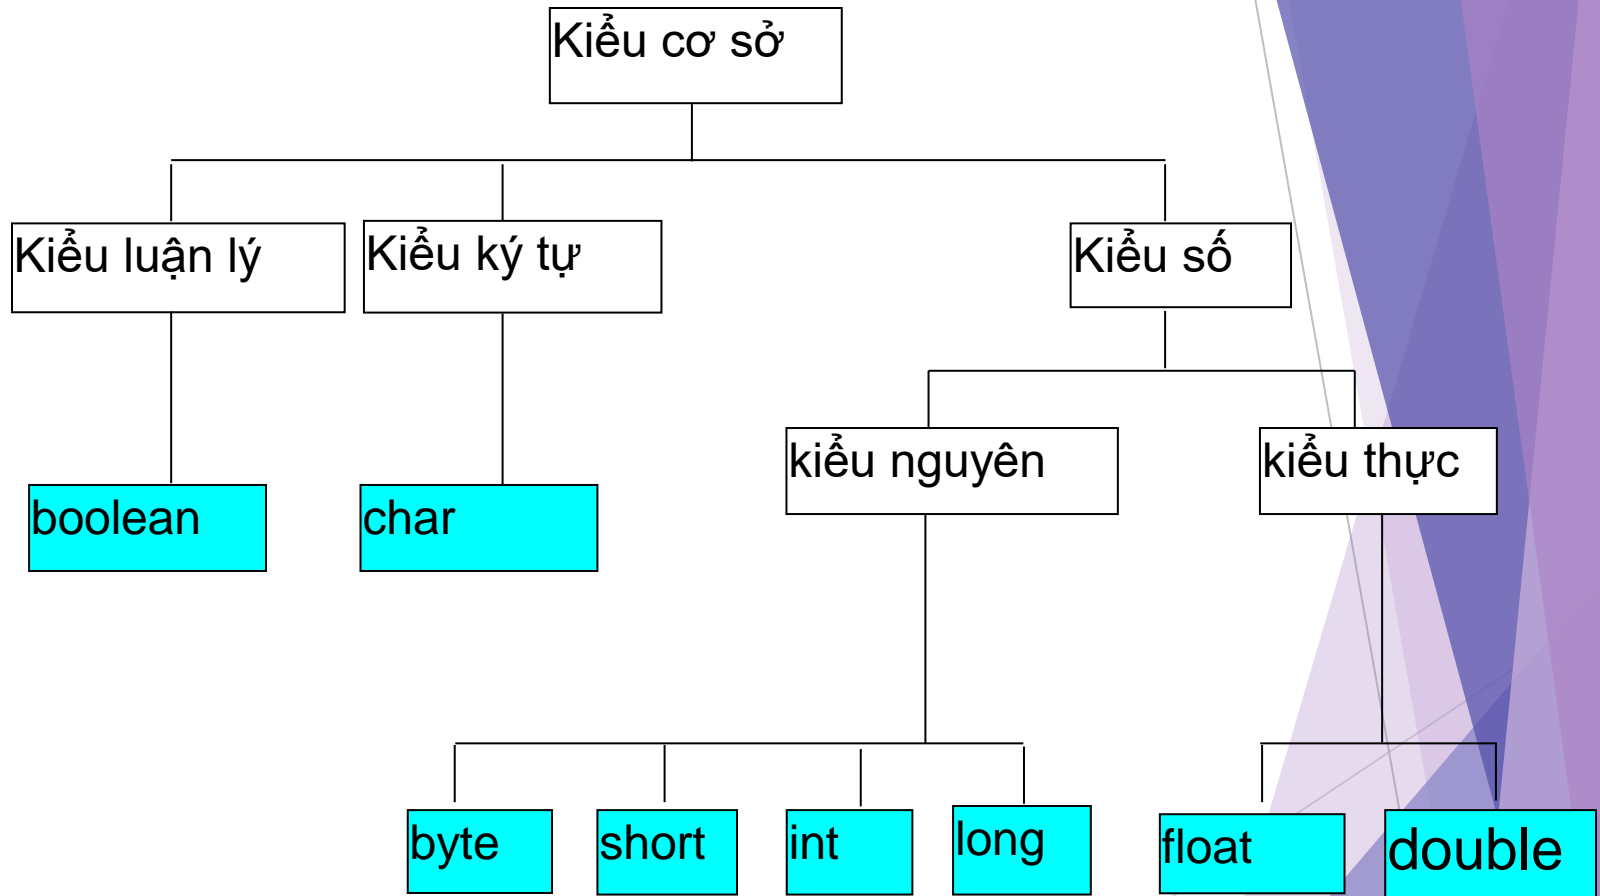 Kiểu cơ sở
Kiểu luận lý
Kiểu ký tự
Kiểu số
kiểu nguyên
kiểu thực
boolean
char
byte
short
int
long
float
double